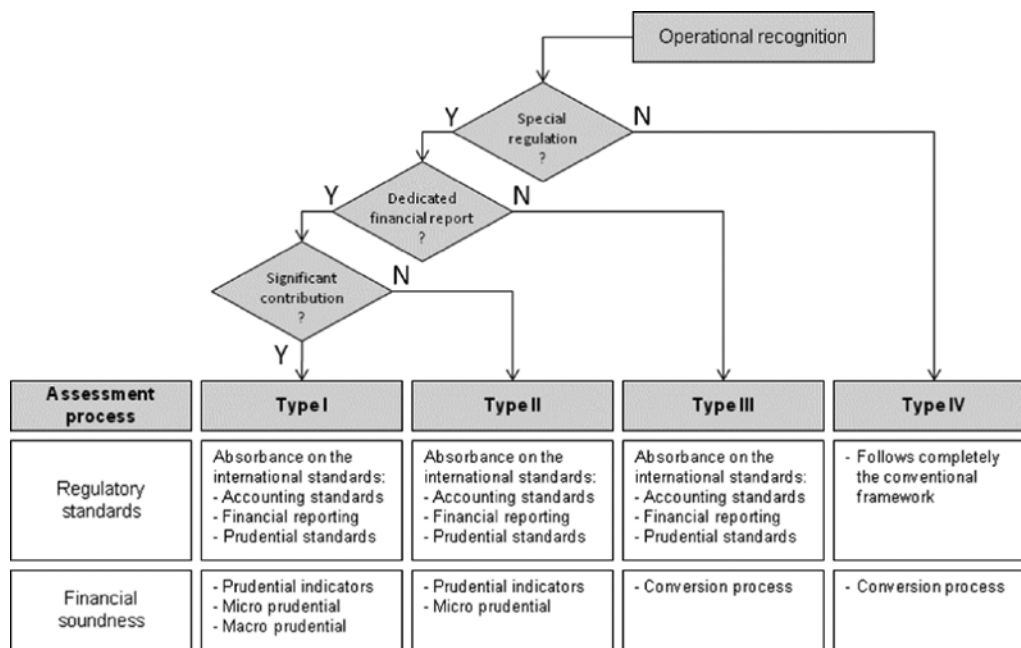 Operational recognition
Y
Special
regulation
?
N
Y
Dedicated
financial report
?
N
Significant
contribution
?
N
Y
Assessment
process
Type I
Type II
Type III
Type IV
Regulatory
standards
Absorbance on the
international standards:
- Accounting standards
- Financial reporting
- Prudential standards
Absorbance on the
international standards:
- Accounting standards
- Financial reporting
- Prudential standards
Absorbance on the
international standards:
- Accounting standards
- Financial reporting
- Prudential standards
- Follows completely
the conventional
framework
Financial
soundness
- Prudential indicators
- Micro prudential
- Macro prudential
- Prudential indicators
- Micro prudential
- Conversion process
- Conversion process